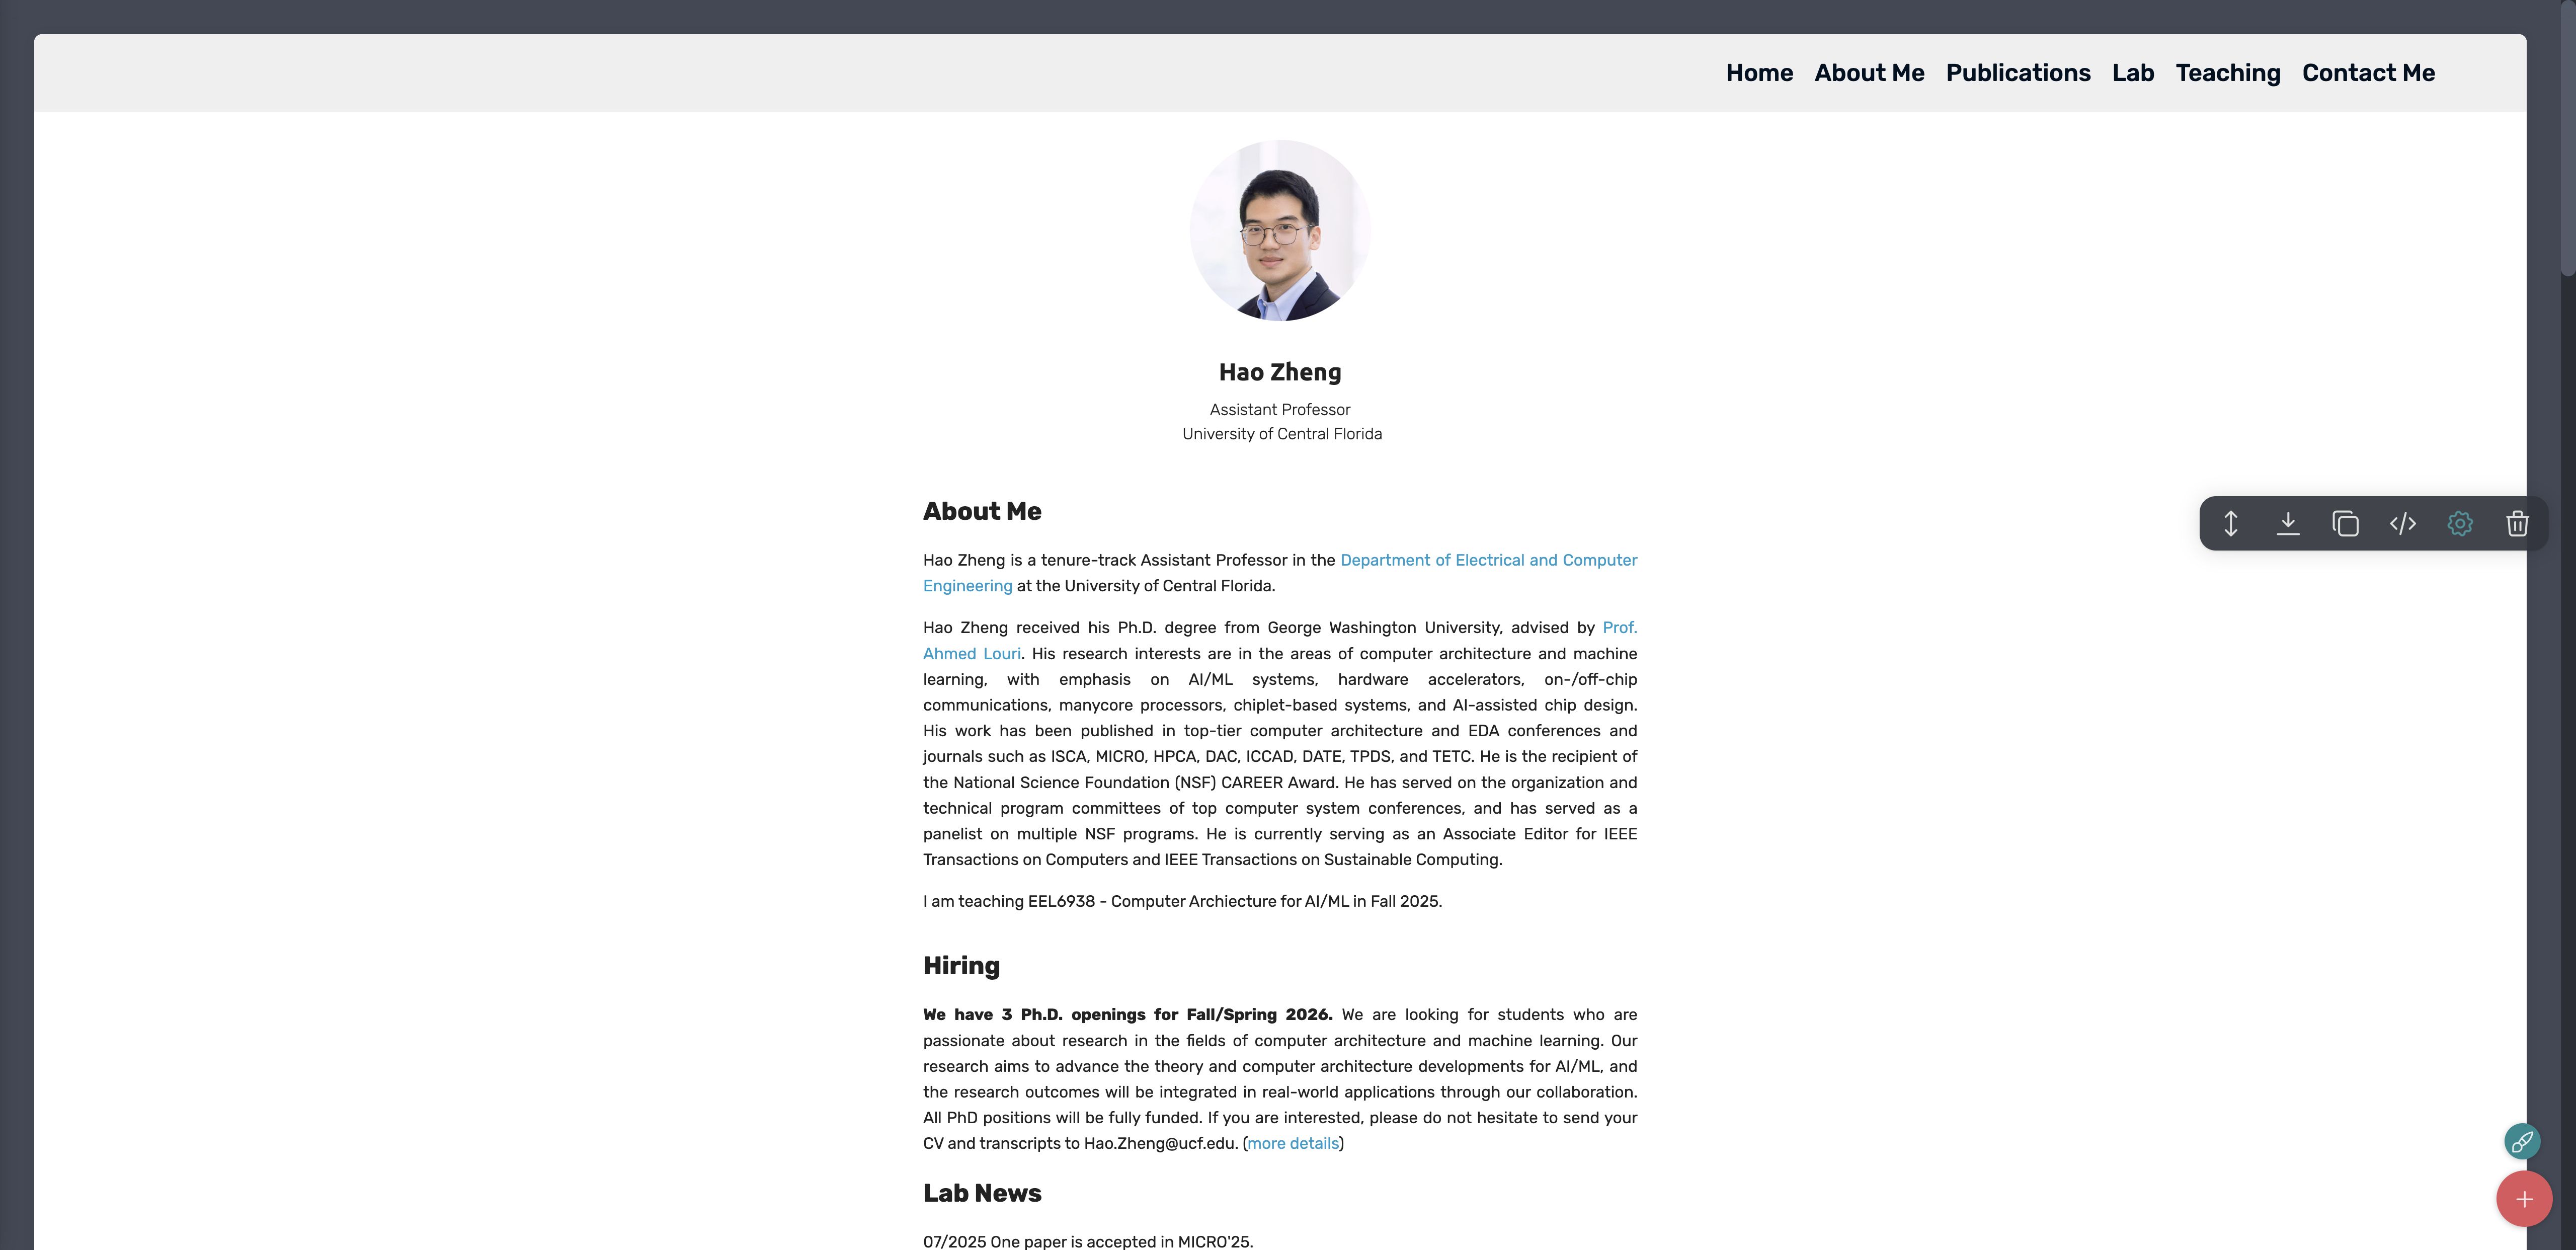 Home About Me Publications Lab Teaching Contact Me
Hao Zheng
Assistant Professor
University of Central Florida
About Me
Hao Zheng is a tenure-track Assistant Professor in the Department of Electrical and Computer
Engineering at the University of Central Florida.
Hao Zheng received his Ph.D. degree from George Washington University, advised by Prof.
Ahmed Louri. His research interests are in the areas of computer architecture and machine
learning, with emphasis on AI/ML systems, hardware accelerators, on-/off-chip
communications, manycore processors, chiplet-based systems, and AI-assisted chip design.
His work has been published in top-tier computer architecture and EDA conferences and
journals such as ISCA, MICRO, HPCA, DAC, ICCAD, DATE, TPDS, and TETC. He is the recipient of
the National Science Foundation (NSF) CAREER Award. He has served on the organization and
technical program committees of top computer system conferences, and has served as a
panelist on multiple NSF programs. He is currently serving as an Associate Editor for IEEE
Transactions on Computers and IEEE Transactions on Sustainable Computing.
I am teaching EEL6938 - Computer Archiecture for AI/ML in Fall 2025.
Hiring
We have 3 Ph.D. openings for Fall/Spring 2026. We are looking for students who are
passionate about research in the fields of computer architecture and machine learning. Our
research aims to advance the theory and computer architecture developments for AI/ML, and
the research outcomes will be integrated in real-world applications through our collaboration.
All PhD positions will be fully funded. If you are interested, please do not hesitate to send your
CV and transcripts to Hao.Zheng@ucf.edu. (more details)
Lab News
07/2025 One paper is accepted in MICRO'25.